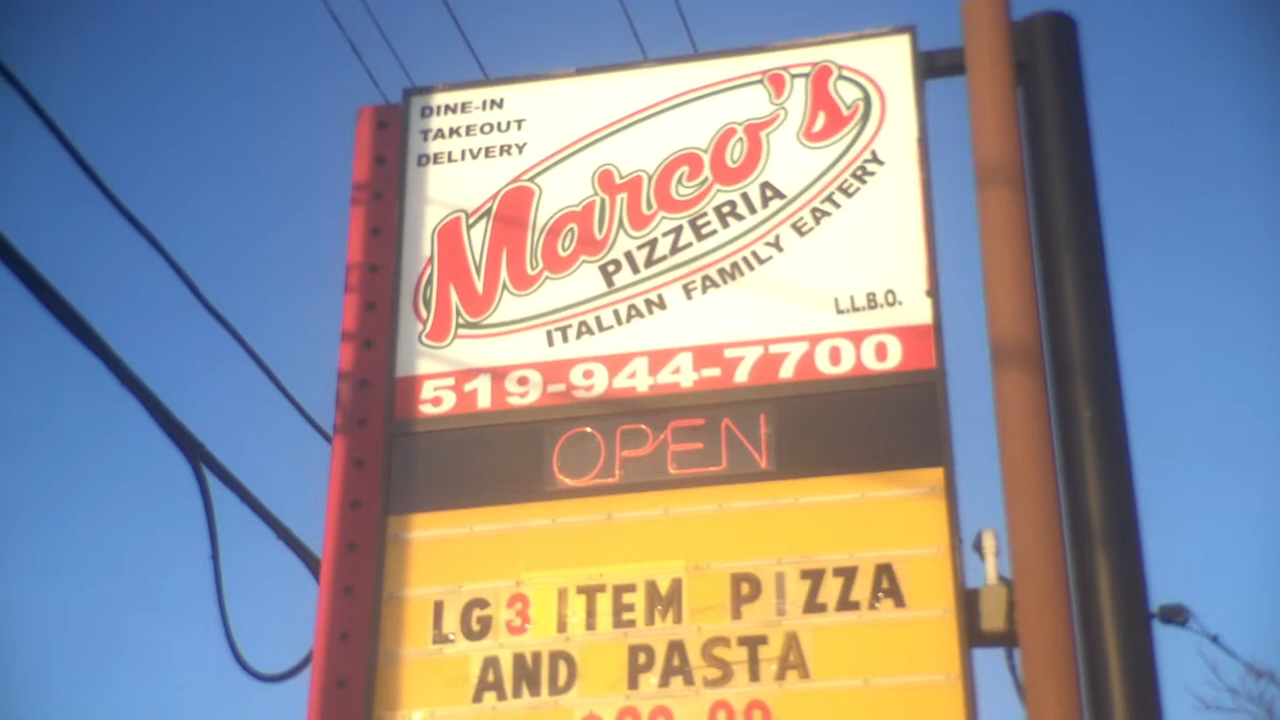 DINE-IN
TAKEOUT
DELIVERY
Marco's
PIZZERIA
ITALIAN FAMILY EATERY
L.L.B.O.
519-944-7700
OPEN
LG 3 ITEM PIZZA
AND PASTA